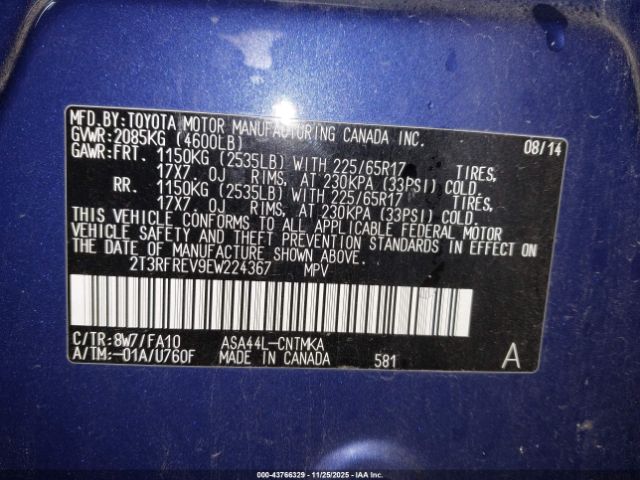 MFD.BY:TOYOTA MOTOR MANUFACTURING CANADA INC.
GVWR:2085KG (4600LB) 08/14
GAWR:FRT. 1150KG (2535LB) WITH 225/65R17 TIRES,
17X7.0J RIMS, AT 230KPA (33PSI) COLD.
RR. 1150KG (2535LB) WITH 225/65R17 TIRES,
17X7.0J RIMS, AT 230KPA (33PSI) COLD.
THIS VEHICLE CONFORMS TO ALL APPLICABLE FEDERAL MOTOR
VEHICLE SAFETY AND THEFT PREVENTION STANDARDS IN EFFECT ON
THE DATE OF MANUFACTURE SHOWN ABOVE.
2T3RFREV9EW224367 MPV
C/TR:8W7/FA10 ASA44L-CNTMKA
A/TM:-01A/U760F MADE IN CANADA 581 A
000-43766329 - 11/25/2025 - IAA Inc.